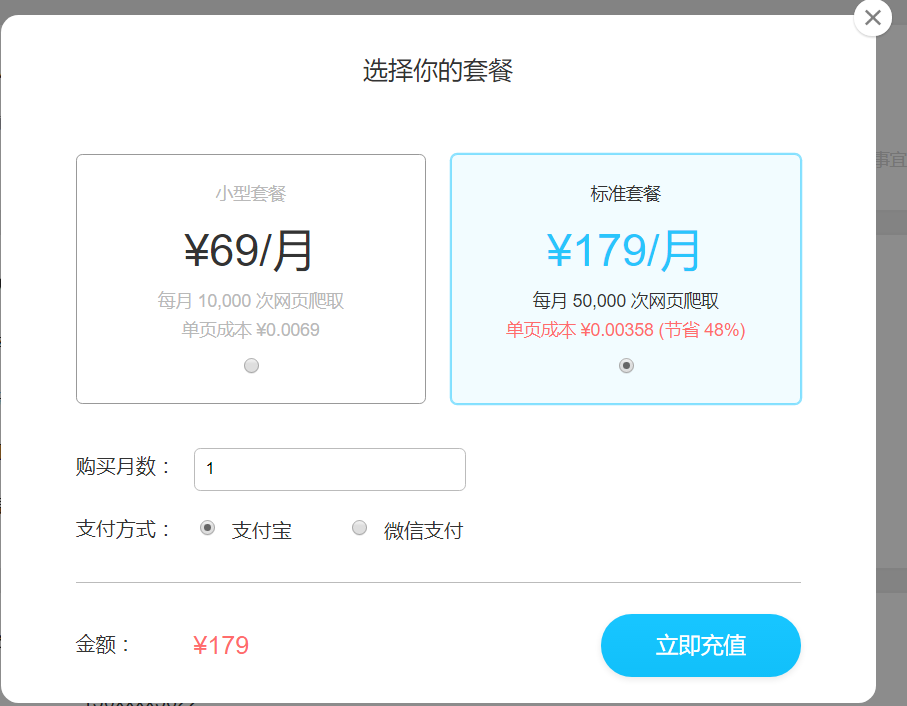 选择你的套餐
小型套餐
¥69/月
每月 10,000 次网页爬取
单页成本 ¥0.0069
标准套餐
¥179/月
每月 50,000 次网页爬取
单页成本 ¥0.00358 (节省 48%)
事宜
购买月数：
1
支付方式：
支付宝
微信支付
金额：
¥179
立即充值